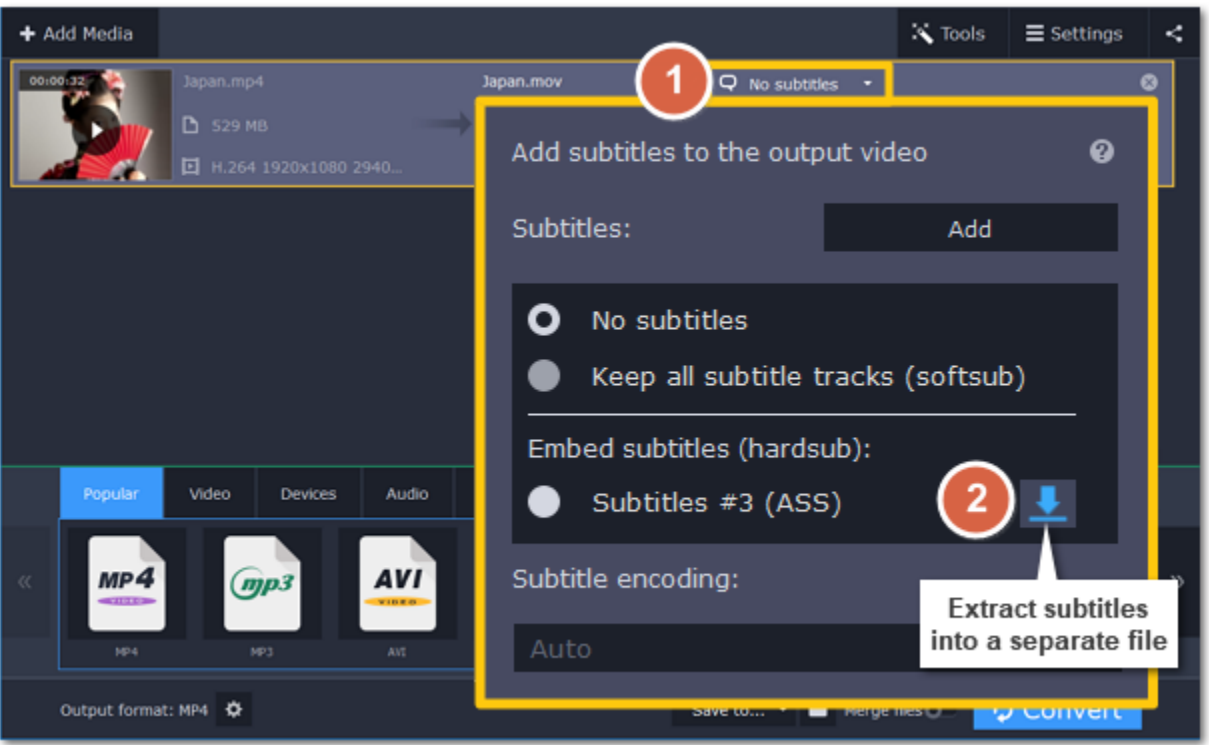 Add Media
Tools
Settings
00:00:32
Japan.mp4
529 MB
H.264 1920x1080 2940...
Japan.mov
1
No subtitles
Add subtitles to the output video
?
Subtitles:
Add
No subtitles
Keep all subtitle tracks (softsub)
Embed subtitles (hardsub):
Subtitles #3 (ASS)
2
Subtitle encoding:
Auto
Extract subtitles
into a separate file
Popular
Video
Devices
Audio
MP4
VIDEO
mp3
AVI
VIDEO
MP4
MP3
AVI
Output format: MP4
Save to...
Merge files
Convert